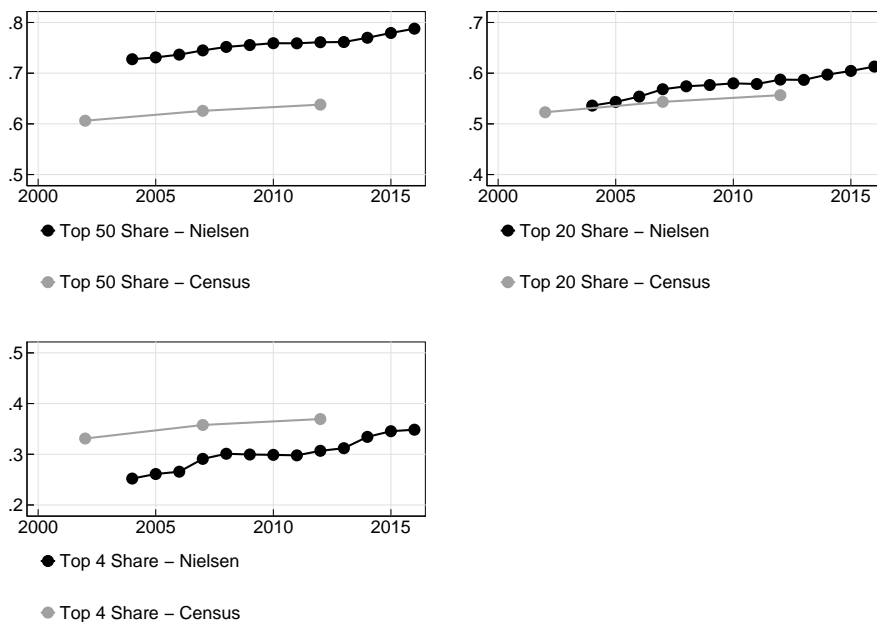 .8
.7
.6
.5
2000 2005 2010 2015
Top 50 Share – Nielsen
Top 50 Share – Census
.7
.6
.5
.4
2000 2005 2010 2015
Top 20 Share – Nielsen
Top 20 Share – Census
.5
.4
.3
.2
2000 2005 2010 2015
Top 4 Share – Nielsen
Top 4 Share – Census